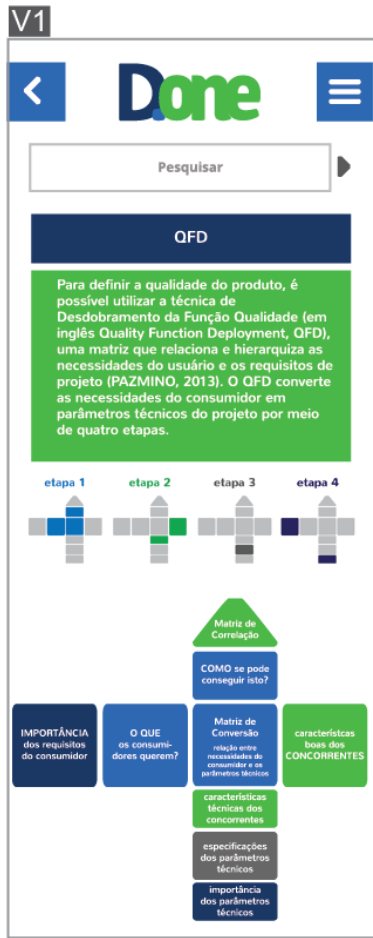 V1
D.one
Pesquisar
QFD
Para definir a qualidade do produto, é
possível utilizar a técnica de
Desdobramento da Função Qualidade (em
inglês Quality Function Deployment, QFD),
uma matriz que relaciona e hierarquiza as
necessidades do usuário e os requisitos de
projeto (PAZMINO, 2013). O QFD converte
as necessidades do consumidor em
parâmetros técnicos do projeto por meio
de quatro etapas.
etapa 1
etapa 2
etapa 3
etapa 4
Matriz de
Correlação
COMO se pode
conseguir isto?
IMPORTÂNCIA
dos requisitos
do consumidor
O QUE
os consumi-
dores querem?
Matriz de
Conversão
relação entre
necessidades do
consumidor e os
parâmetros técnicos
característcas
boas dos
CONCORRENTES
características
técnicas dos
concorrentes
especificações
dos parâmetros
técnicos
importância
dos parâmetros
técnicos